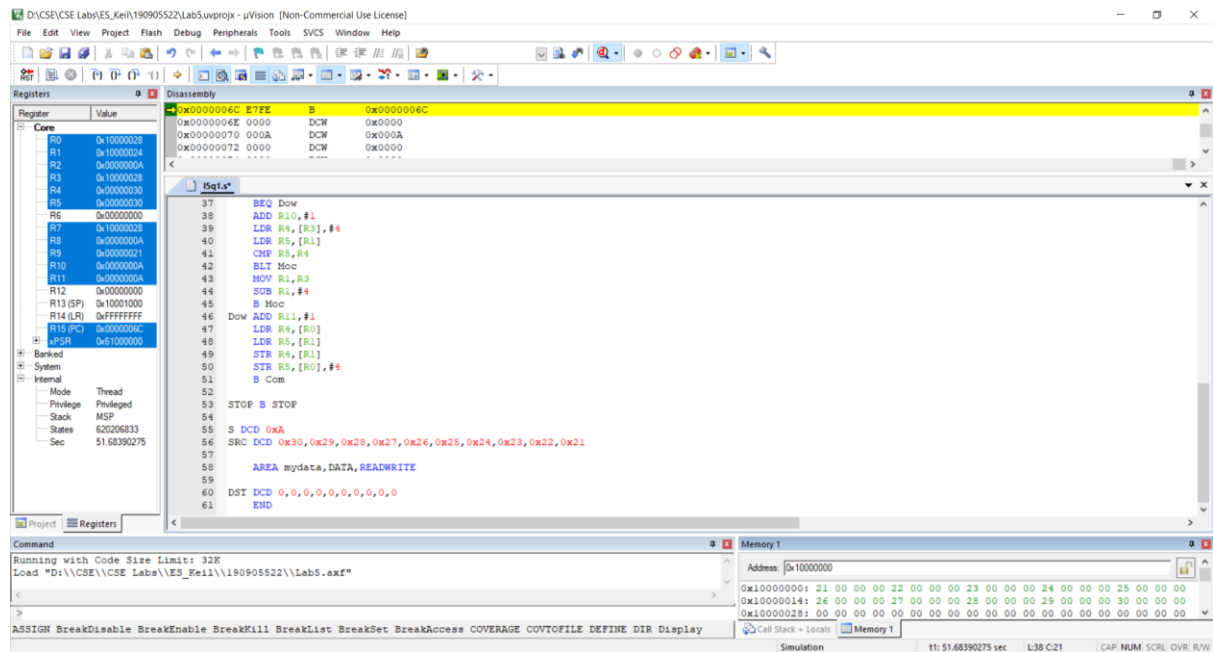 D:\CSE\CSE Labs\ES_Keil\190905522\Lab5.uvprojx - µVision [Non-Commercial Use License]
File Edit View Project Flash Debug Peripherals Tools SVCS Window Help
Registers
Register Value
Core
R0 0x10000028
R1 0x10000024
R2 0x0000000A
R3 0x10000028
R4 0x00000030
R5 0x00000030
R6 0x00000000
R7 0x10000028
R8 0x0000000A
R9 0x00000021
R10 0x0000000A
R11 0x0000000A
R12 0x00000000
R13 (SP) 0x10001000
R14 (LR) 0xFFFFFFFF
R15 (PC) 0x0000006C
xPSR 0x61000000
Banked
System
Internal
Mode Thread
Privilege Privileged
Stack MSP
States 620206833
Sec 51.68390275
Project Registers
Disassembly
0x0000006C E7FE B 0x0000006C
0x0000006E 0000 DCW 0x0000
0x00000070 000A DCW 0x000A
0x00000072 0000 DCW 0x0000
l5q1.s*
37 BEQ Dow
38 ADD R10,#1
39 LDR R4,[R3],#4
40 LDR R5,[R1]
41 CMP R5,R4
42 BLT Moc
43 MOV R1,R3
44 SUB R1,#4
45 B Moc
46 Dow ADD R11,#1
47 LDR R4,[R0]
48 LDR R5,[R1]
49 STR R4,[R1]
50 STR R5,[R0],#4
51 B Com
52
53 STOP B STOP
54
55 S DCD 0xA
56 SRC DCD 0x30,0x29,0x28,0x27,0x26,0x25,0x24,0x23,0x22,0x21
57
58 AREA mydata,DATA,READWRITE
59
60 DST DCD 0,0,0,0,0,0,0,0,0,0
61 END
Command
Running with Code Size Limit: 32K
Load "D:\\CSE\\CSE Labs\\ES_Keil\\190905522\\Lab5.axf"
>
ASSIGN BreakDisable BreakEnable BreakKill BreakList BreakSet BreakAccess COVERAGE COVTOFILE DEFINE DIR Display
Memory 1
Address: 0x10000000
0x10000000: 21 00 00 00 22 00 00 00 23 00 00 00 24 00 00 00 25 00 00 00
0x10000014: 26 00 00 00 27 00 00 00 28 00 00 00 29 00 00 00 30 00 00 00
0x10000028: 00 00 00 00 00 00 00 00 00 00 00 00 00 00 00 00 00 00 00 00
Call Stack + Locals Memory 1
Simulation t1: 51.68390275 sec L:38 C:21 CAP NUM SCRL OVR R/W